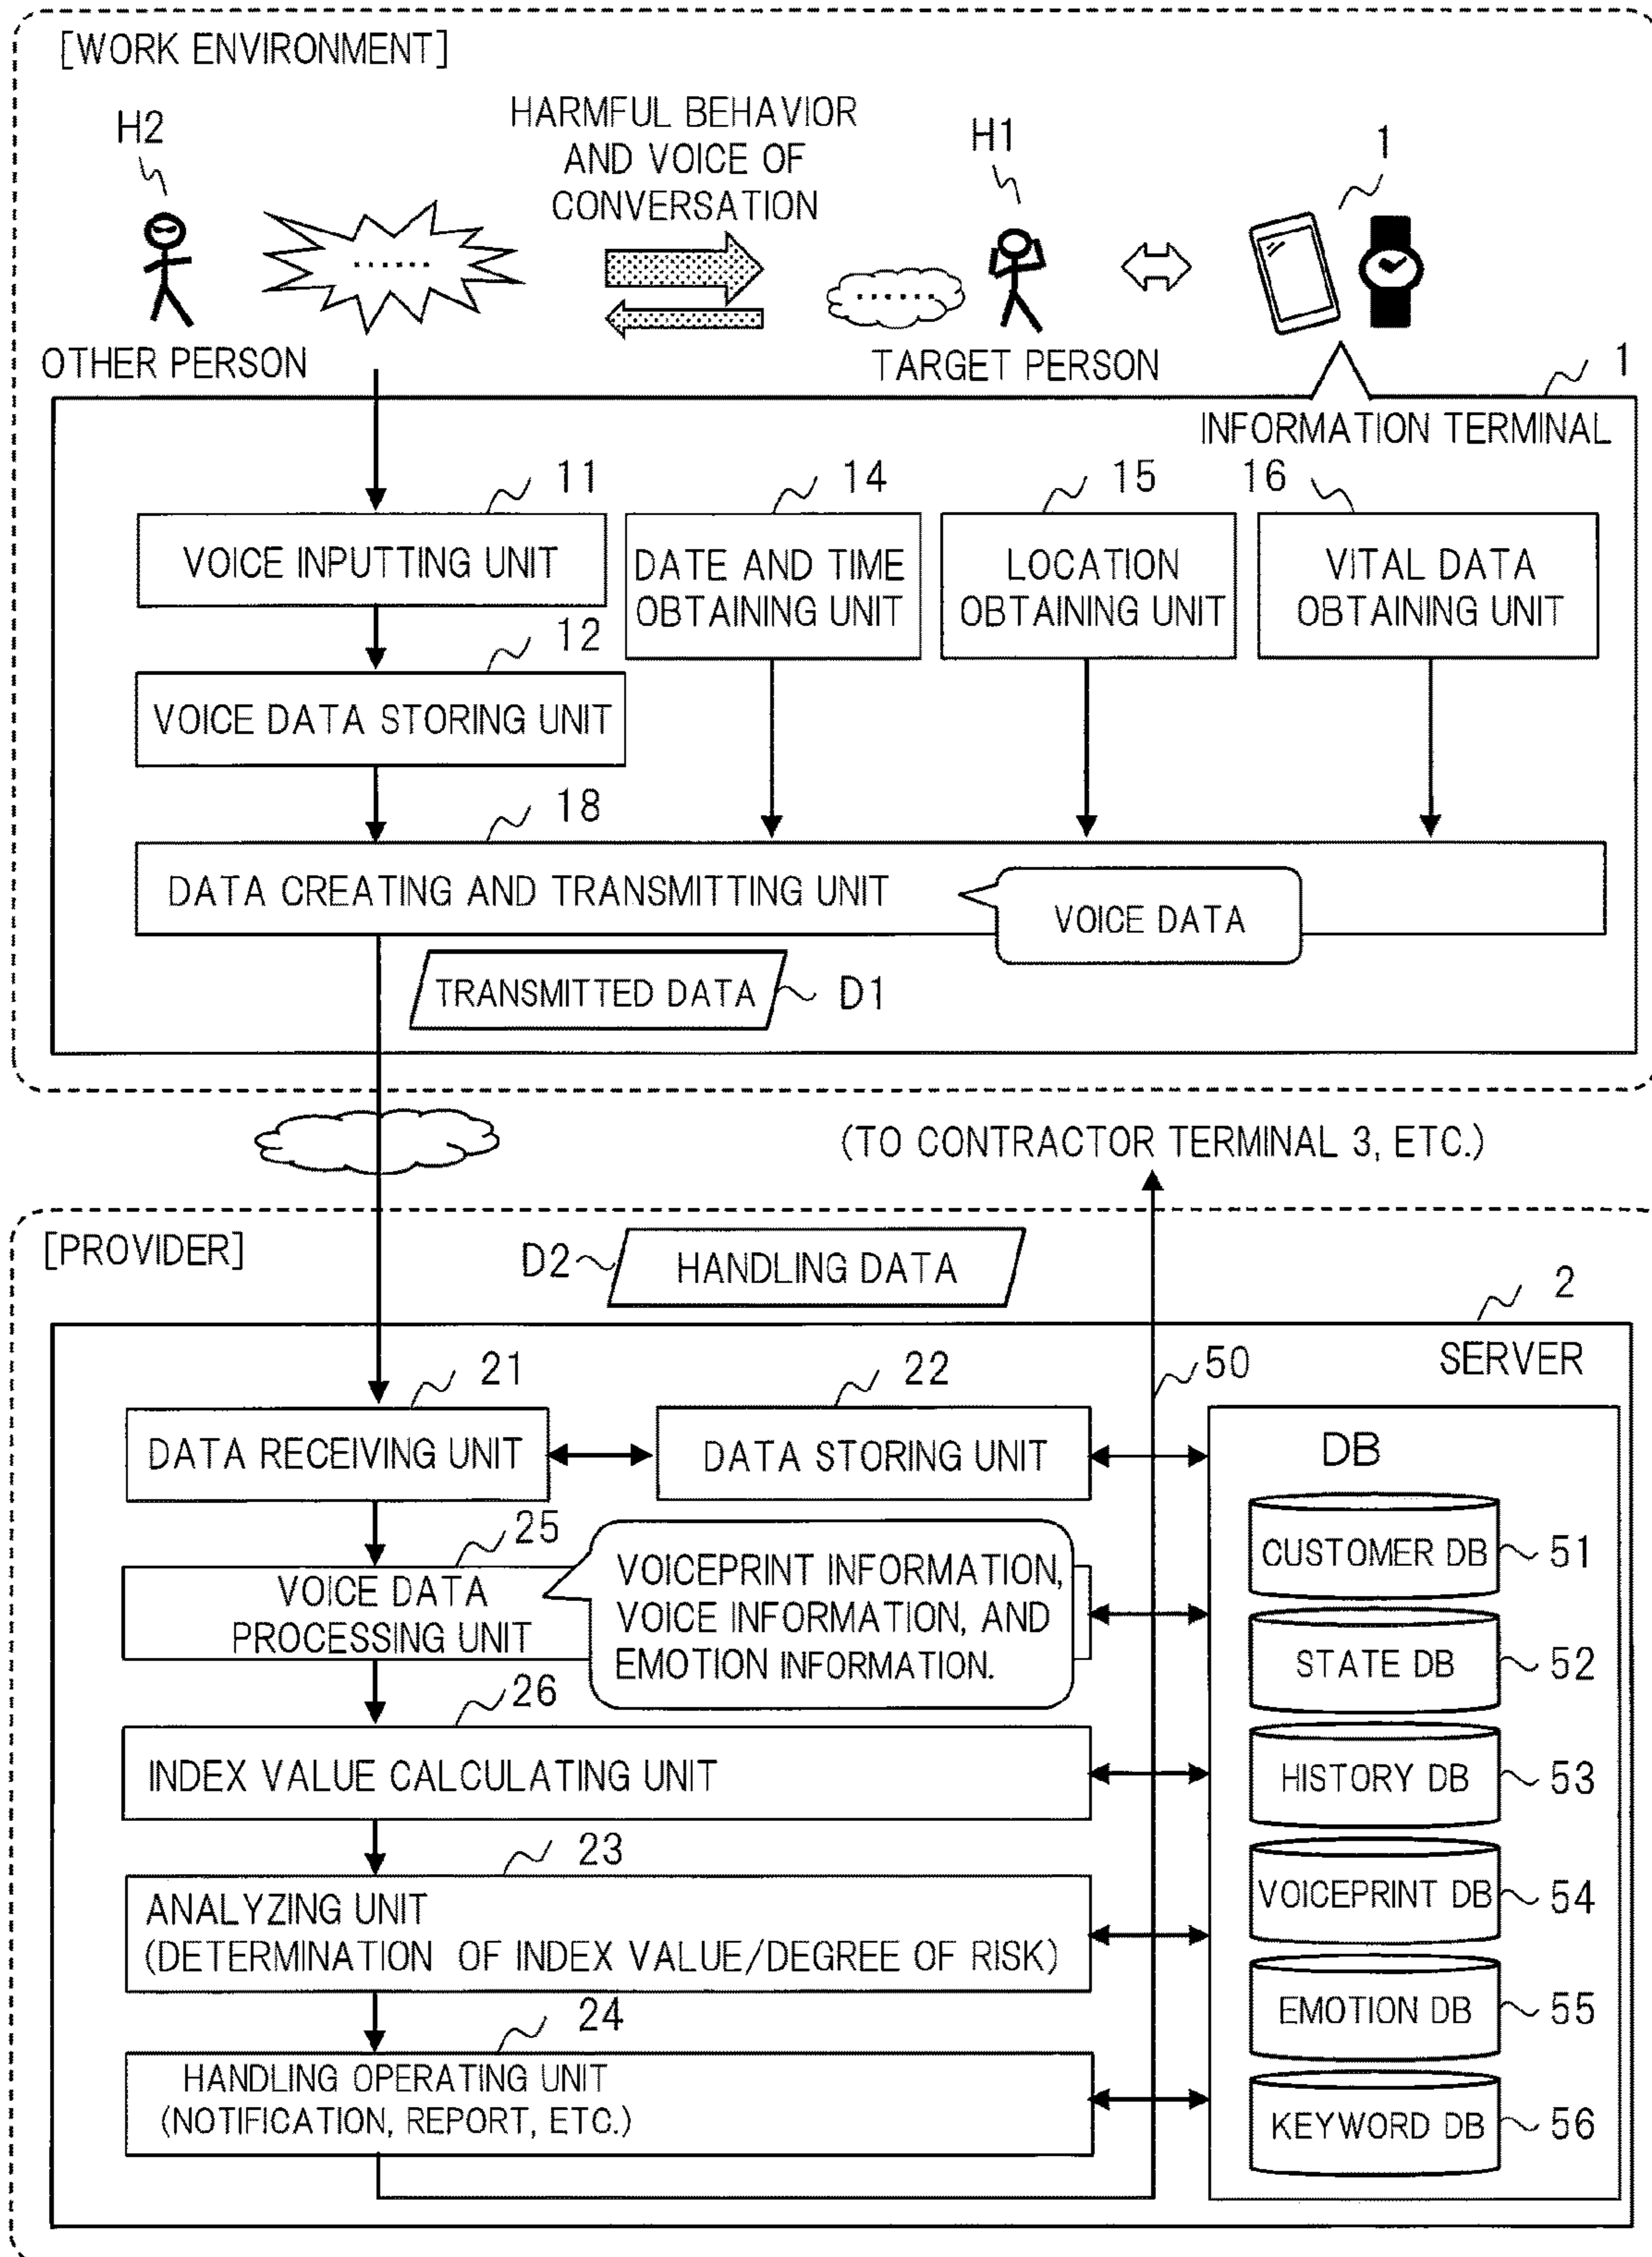 [WORK ENVIRONMENT]
H2
HARMFUL BEHAVIOR
AND VOICE OF
CONVERSATION
H1
1
OTHER PERSON
TARGET PERSON
1
INFORMATION TERMINAL
11
14
15
16
VOICE INPUTTING UNIT
DATE AND TIME
OBTAINING UNIT
LOCATION
OBTAINING UNIT
VITAL DATA
OBTAINING UNIT
12
VOICE DATA STORING UNIT
18
DATA CREATING AND TRANSMITTING UNIT
VOICE DATA
TRANSMITTED DATA
D1
(TO CONTRACTOR TERMINAL 3, ETC.)
[PROVIDER]
D2
HANDLING DATA
2
SERVER
21
22
50
DATA RECEIVING UNIT
DATA STORING UNIT
DB
25
VOICE DATA
PROCESSING UNIT
VOICEPRINT INFORMATION,
VOICE INFORMATION, AND
EMOTION INFORMATION.
CUSTOMER DB
51
STATE DB
52
26
INDEX VALUE CALCULATING UNIT
HISTORY DB
53
23
ANALYZING UNIT
(DETERMINATION OF INDEX VALUE/DEGREE OF RISK)
VOICEPRINT DB
54
EMOTION DB
55
24
HANDLING OPERATING UNIT
(NOTIFICATION, REPORT, ETC.)
KEYWORD DB
56